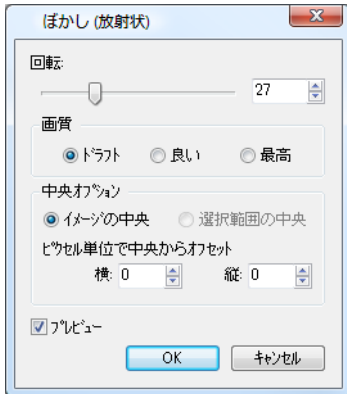 ぼかし (放射状)
回転:
27
画質
ドラフト 良い 最高
中央オプション
イメージの中央 選択範囲の中央
ピクセル単位で中央からオフセット
横: 0 縦: 0
プレビュー
OK キャンセル